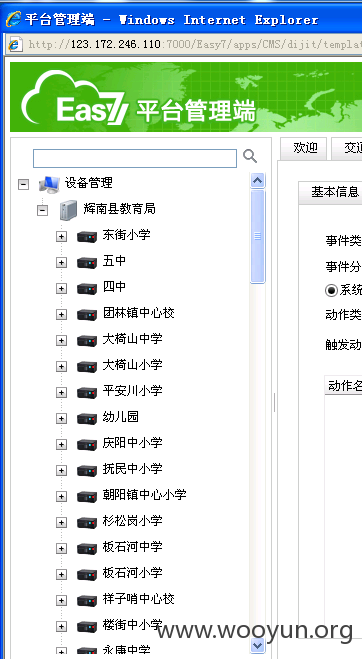 平台管理端 - Windows Internet Explorer
http://123.172.246.110:7000/Easy7/apps/CMS/dijit/templat
Easy7 平台管理端
欢迎
设备管理
辉南县教育局
东街小学
五中
四中
团林镇中心校
大椅山中学
大椅山小学
平安川小学
幼儿园
庆阳中小学
抚民中小学
朝阳镇中心小学
杉松岗小学
板石河中学
板石河小学
祥子哨中心校
楼街中小学
永康中学
基本信息
事件类
事件分
系统
动作类
触发动
动作名
www.wooyun.org